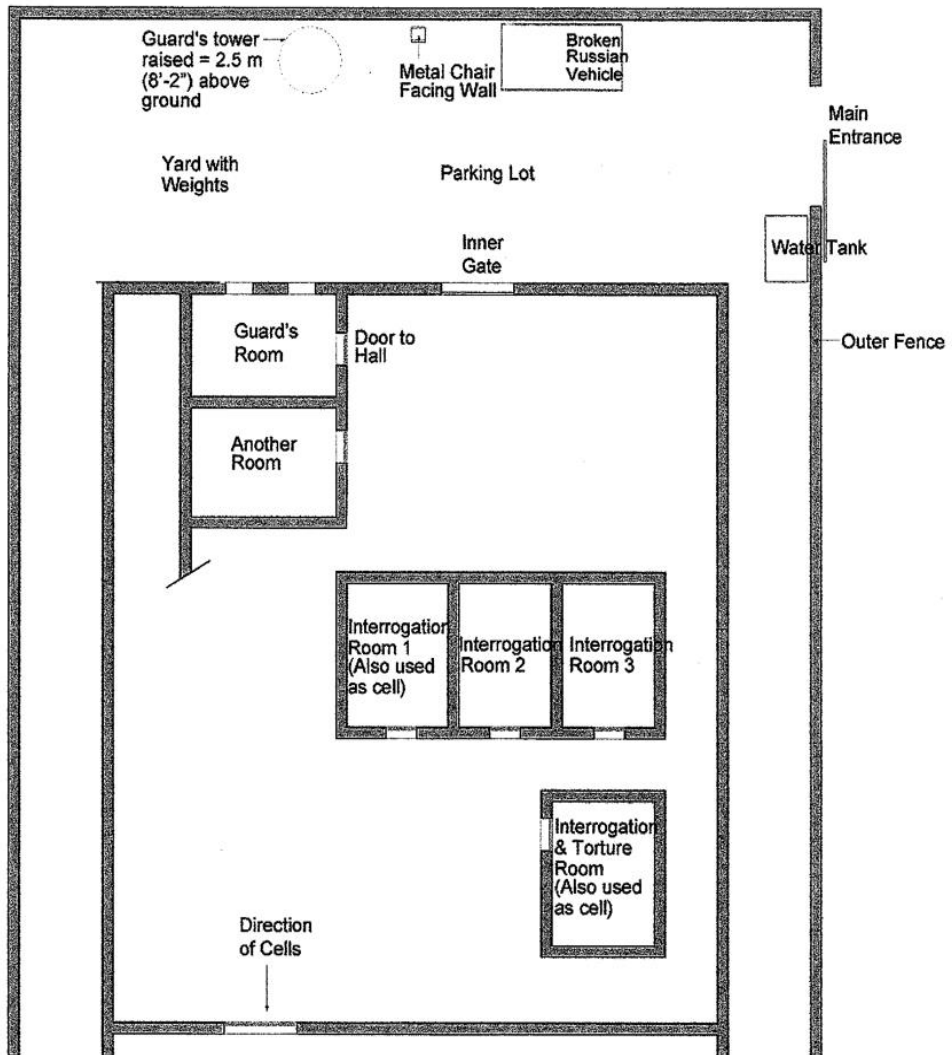 Guard's tower
raised = 2.5 m
(8'-2") above
ground
Metal Chair
Facing Wall
Broken
Russian
Vehicle
Main
Entrance
Yard with
Weights
Parking Lot
Inner
Gate
Water Tank
Guard's
Room
Door to
Hall
Outer Fence
Another
Room
Interrogation
Room 1
(Also used
as cell)
Interrogation
Room 2
Interrogation
Room 3
Interrogation
& Torture
Room
(Also used
as cell)
Direction
of Cells